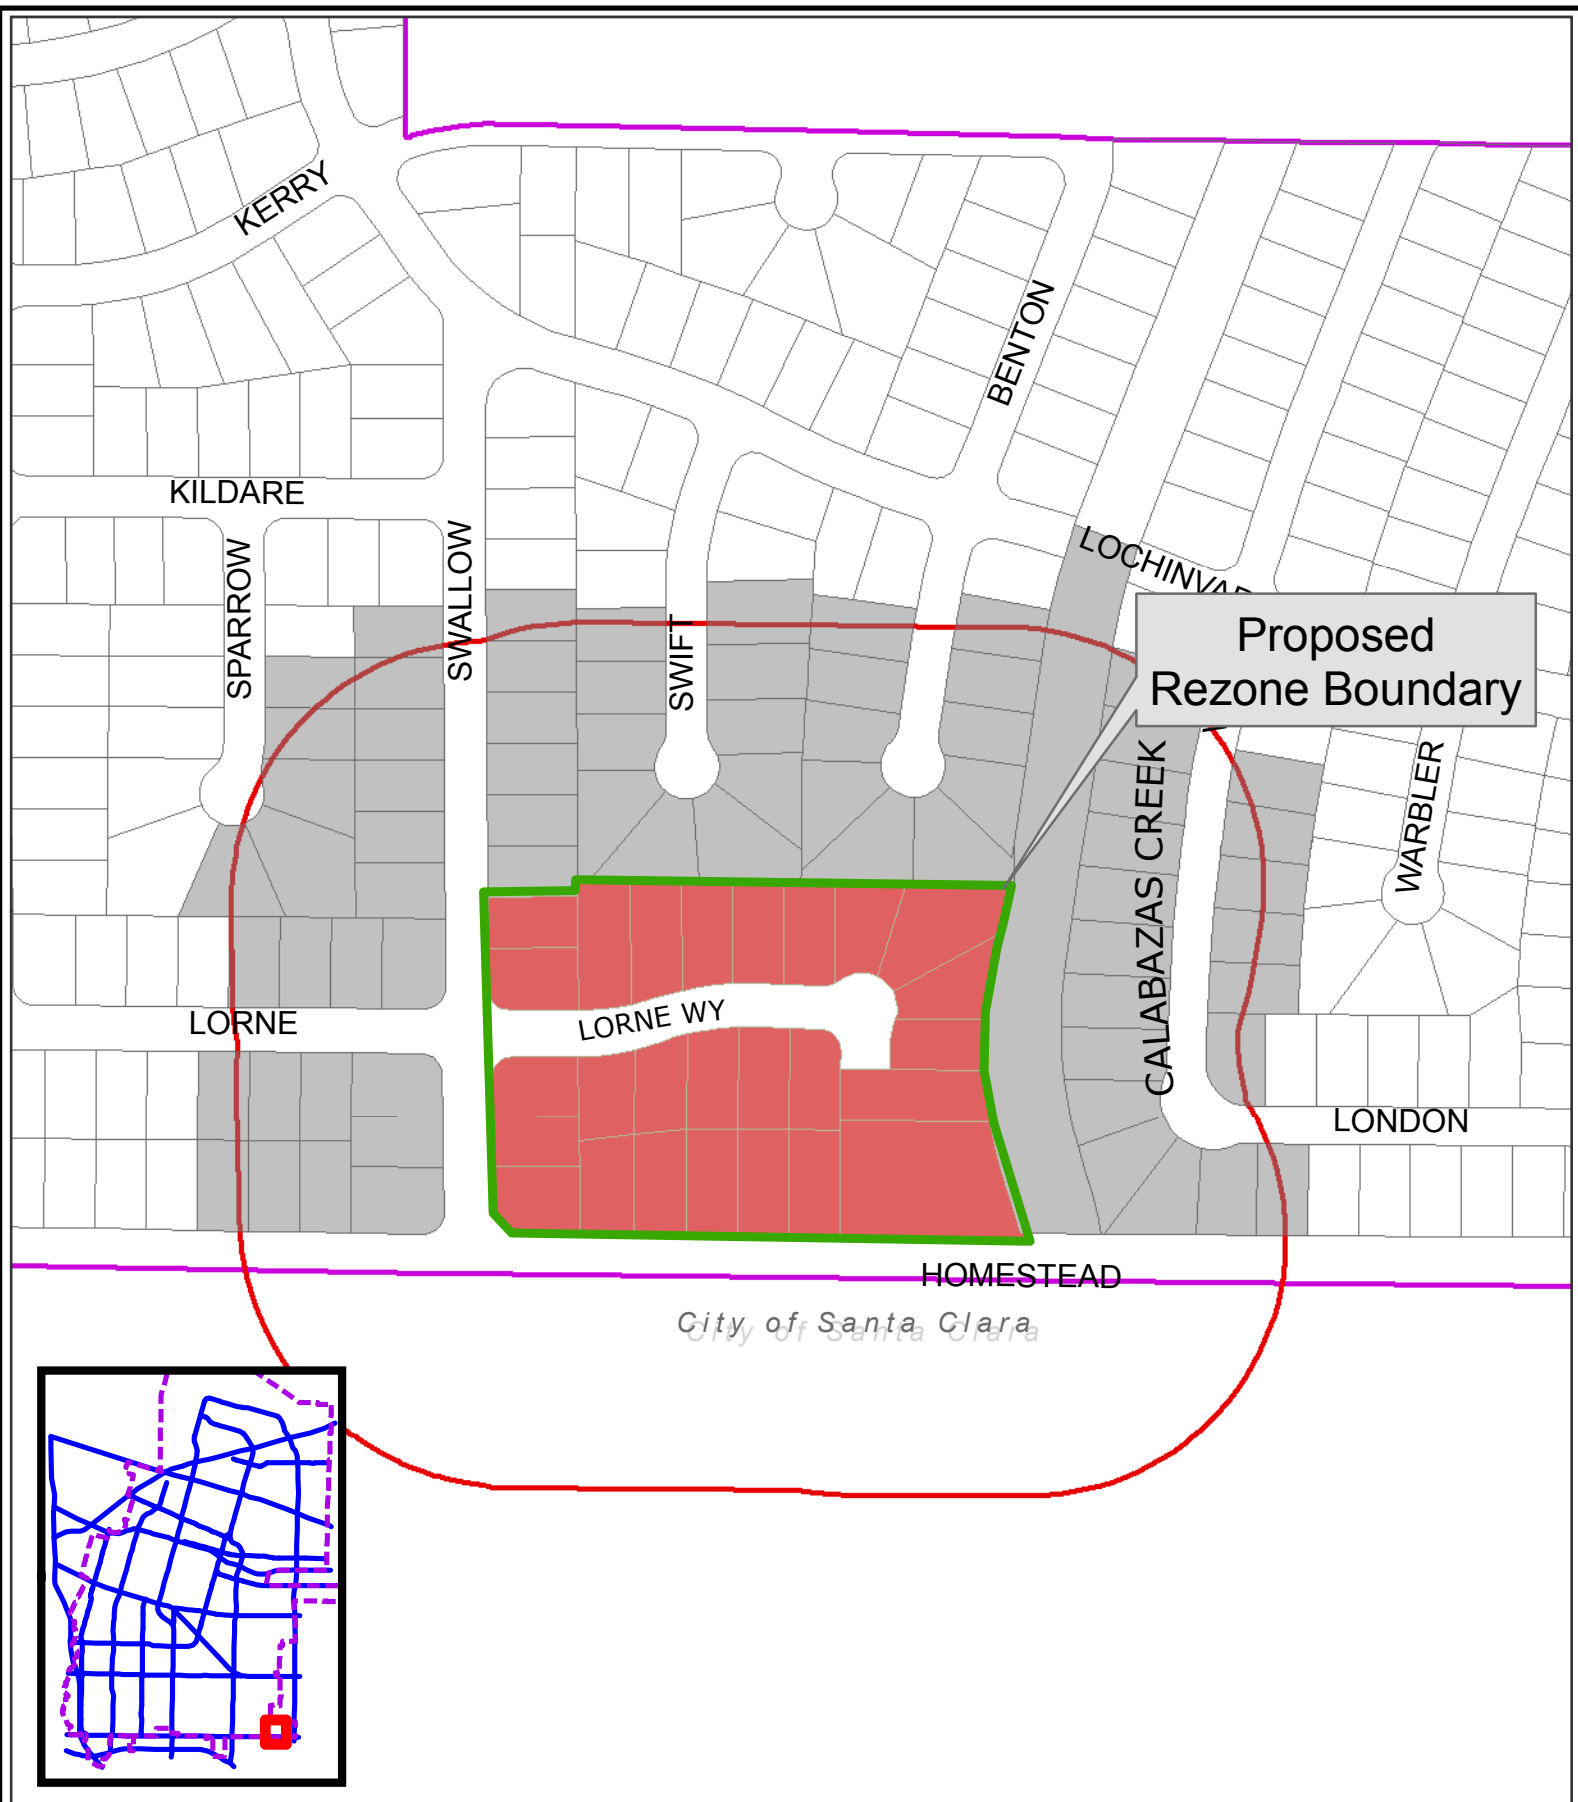 KERRY
BENTON
KILDARE
SPARROW
SWALLOW
SWIFT
Proposed
Rezone Boundary
CALABAZAS CREEK
WARBLER
LORNE WY
LORNE
LONDON
HOMESTEAD
City of Santa Clara